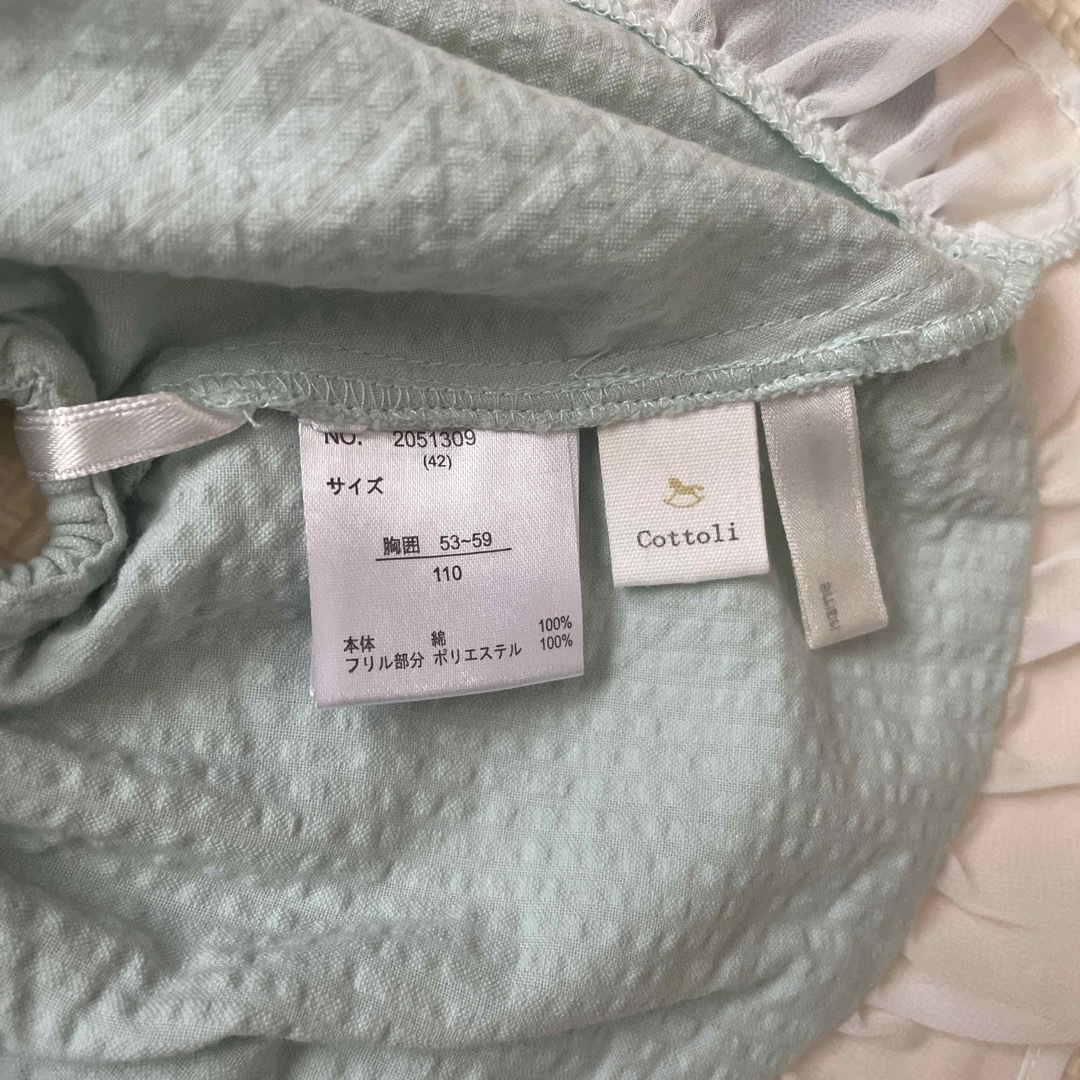 NO. 2051309
(42)
サイズ
胸囲 53~59
110
本体 綿 100%
フリル部分 ポリエステル 100%
Cottoli
name